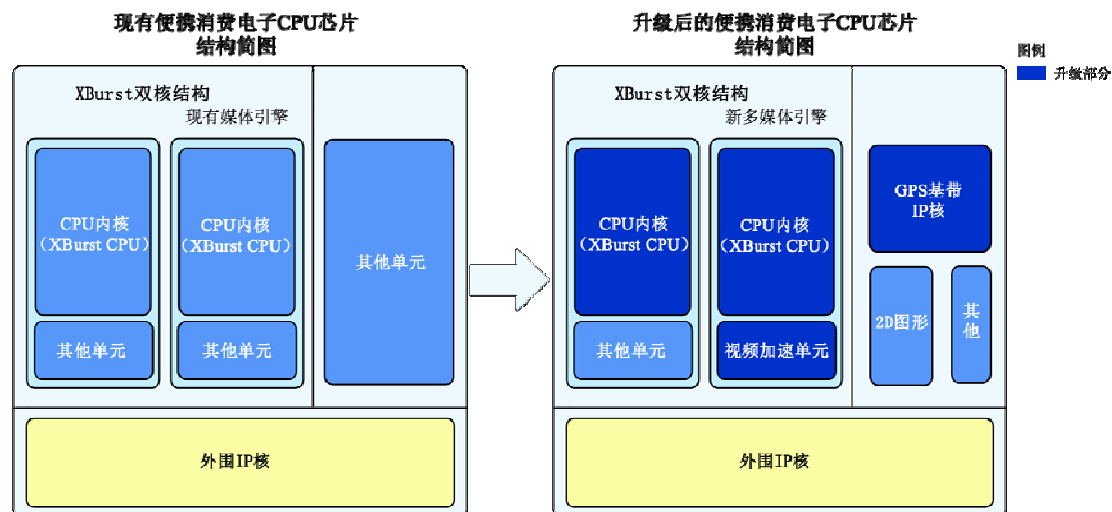 现有便携消费电子CPU芯片
结构简图
XBurst双核结构
现有媒体引擎
CPU内核
（XBurst CPU）
其他单元
CPU内核
（XBurst CPU）
其他单元
其他单元
外围IP核
升级后的便携消费电子CPU芯片
结构简图
XBurst双核结构
新多媒体引擎
CPU内核
（XBurst CPU）
其他单元
CPU内核
（XBurst CPU）
视频加速单元
GPS基带
IP核
2D图形
其
他
外围IP核
图例
升级部分